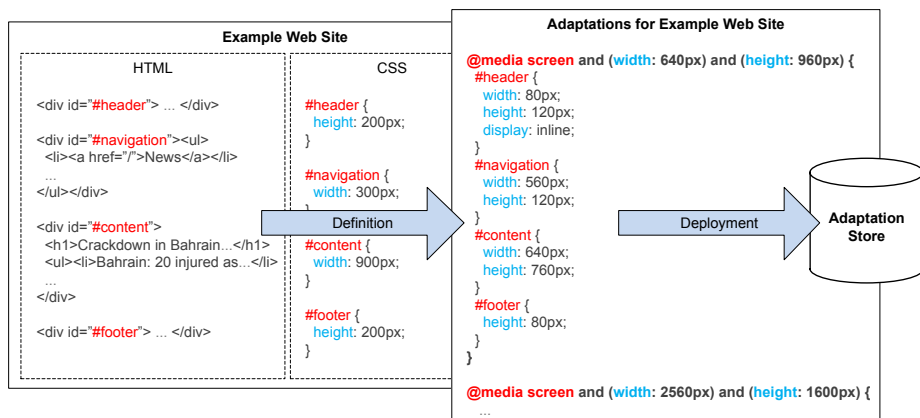 Example Web Site
HTML
<div id="#header"> ... </div>
<div id="#navigation"><ul>
<li><a href="/">News</a></li>
...
</ul></div>
<div id="#content">
<h1>Crackdown in Bahrain...</h1>
<ul><li>Bahrain: 20 injured as...</li>
...
</div>
<div id="#footer"> ... </div>
CSS
#header {
height: 200px;
}
#navigation {
width: 300px;
}
#content {
width: 900px;
}
#footer {
height: 200px;
}
Definition
Adaptations for Example Web Site
@media screen and (width: 640px) and (height: 960px) {
#header {
width: 80px;
height: 120px;
display: inline;
}
#navigation {
width: 560px;
height: 120px;
}
#content {
width: 640px;
height: 760px;
}
#footer {
height: 80px;
}
}
@media screen and (width: 2560px) and (height: 1600px) {
...
Deployment
Adaptation
Store